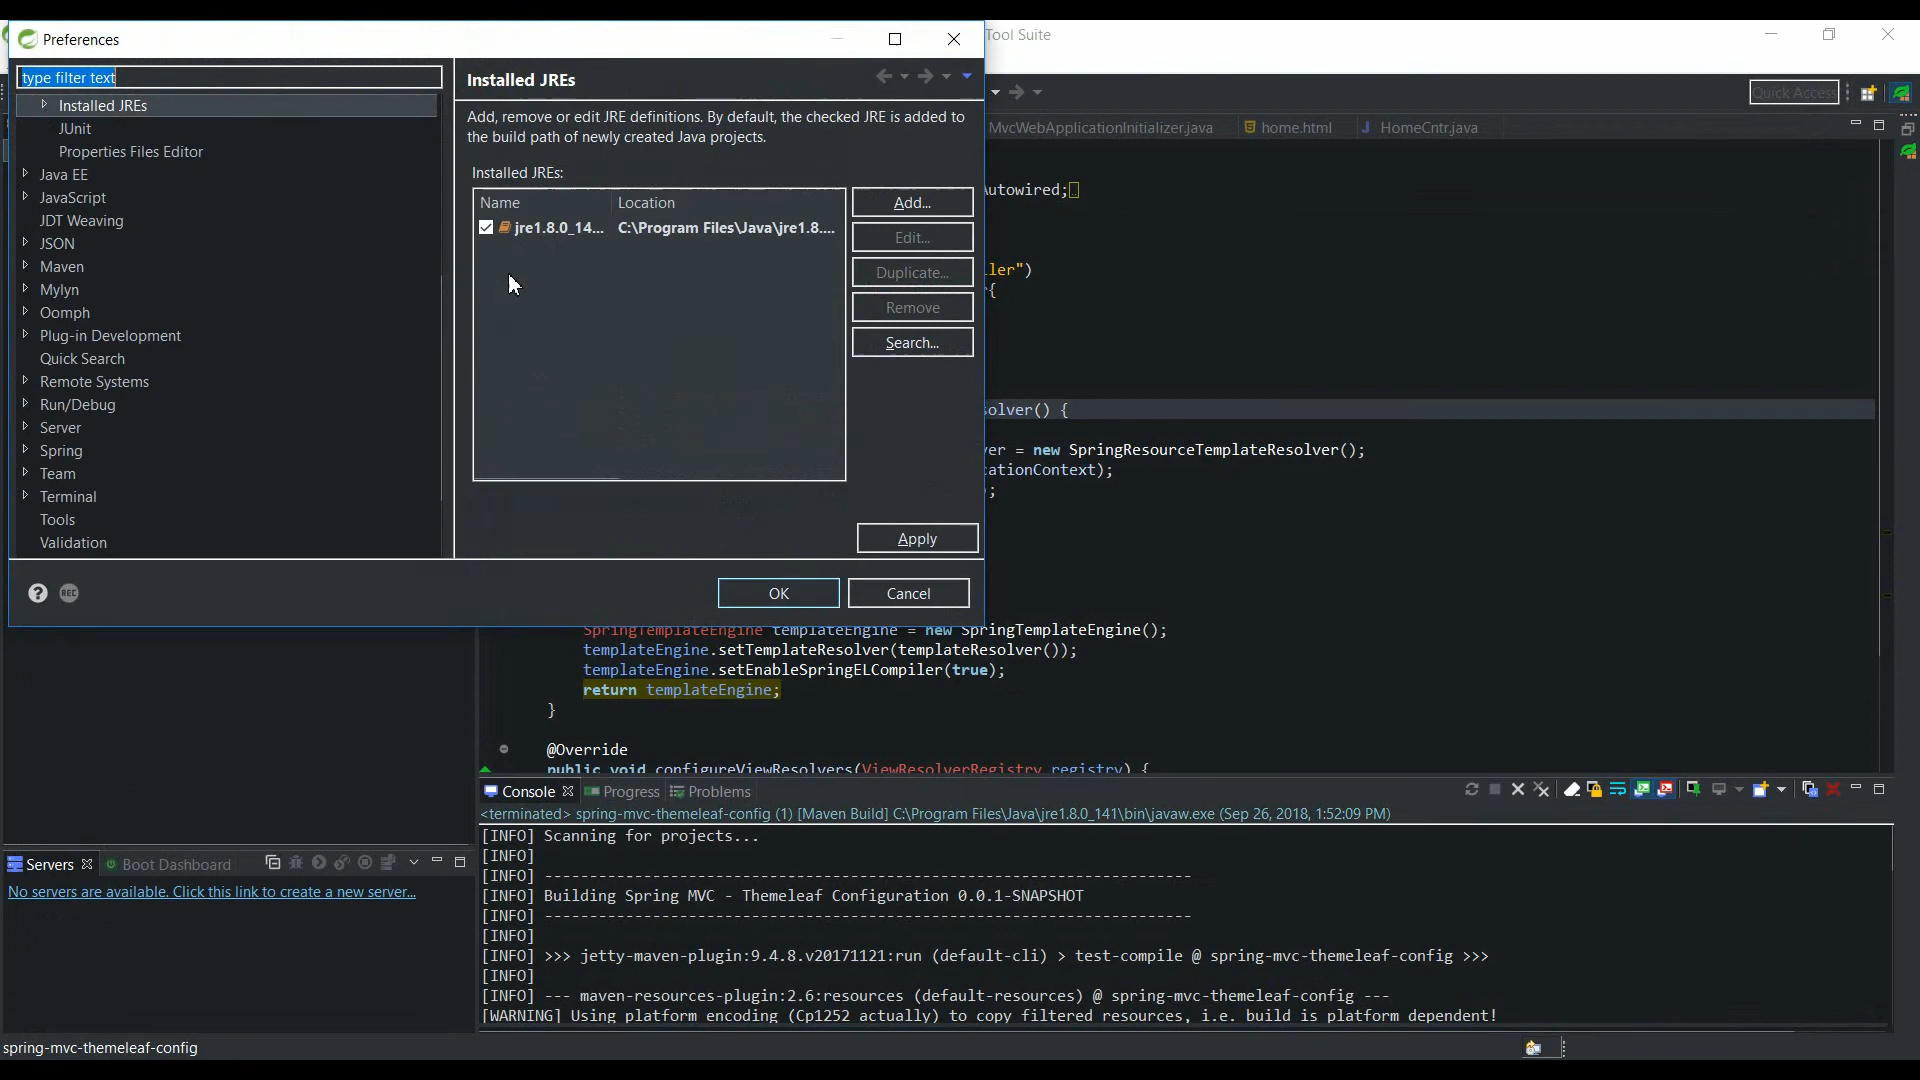 Preferences
Tool Suite
type filter text
Installed JREs
JUnit
Properties Files Editor
Java EE
JavaScript
JDT Weaving
JSON
Maven
Mylyn
Oomph
Plug-in Development
Quick Search
Remote Systems
Run/Debug
Server
Spring
Team
Terminal
Tools
Validation
Installed JREs
Add, remove or edit JRE definitions. By default, the checked JRE is added to
the build path of newly created Java projects.
Installed JREs:
Name Location
jre1.8.0_14... C:\Program Files\Java\jre1.8....
Add...
Edit...
Duplicate...
Remove
Search...
Apply
REC
OK Cancel
Quick Access
MvcWebApplicationInitializer.java home.html HomeCntr.java
Autowired;
ler")
{
solver() {
ver = new SpringResourceTemplateResolver();
cationContext);
;
SpringTemplateEngine templateEngine = new SpringTemplateEngine();
templateEngine.setTemplateResolver(templateResolver());
templateEngine.setEnableSpringELCompiler(true);
return templateEngine;
}
@Override
public void configureViewResolvers(ViewResolverRegistry registry) {
Console Progress Problems
<terminated> spring-mvc-themeleaf-config (1) [Maven Build] C:\Program Files\Java\jre1.8.0_141\bin\javaw.exe (Sep 26, 2018, 1:52:09 PM)
[INFO] Scanning for projects...
[INFO]
[INFO] ------------------------------------------------------------------------
[INFO] Building Spring MVC - Themeleaf Configuration 0.0.1-SNAPSHOT
[INFO] ------------------------------------------------------------------------
[INFO]
[INFO] >>> jetty-maven-plugin:9.4.8.v20171121:run (default-cli) > test-compile @ spring-mvc-themeleaf-config >>>
[INFO]
[INFO] --- maven-resources-plugin:2.6:resources (default-resources) @ spring-mvc-themeleaf-config ---
[WARNING] Using platform encoding (Cp1252 actually) to copy filtered resources, i.e. build is platform dependent!
Servers Boot Dashboard
No servers are available. Click this link to create a new server...
spring-mvc-themeleaf-config